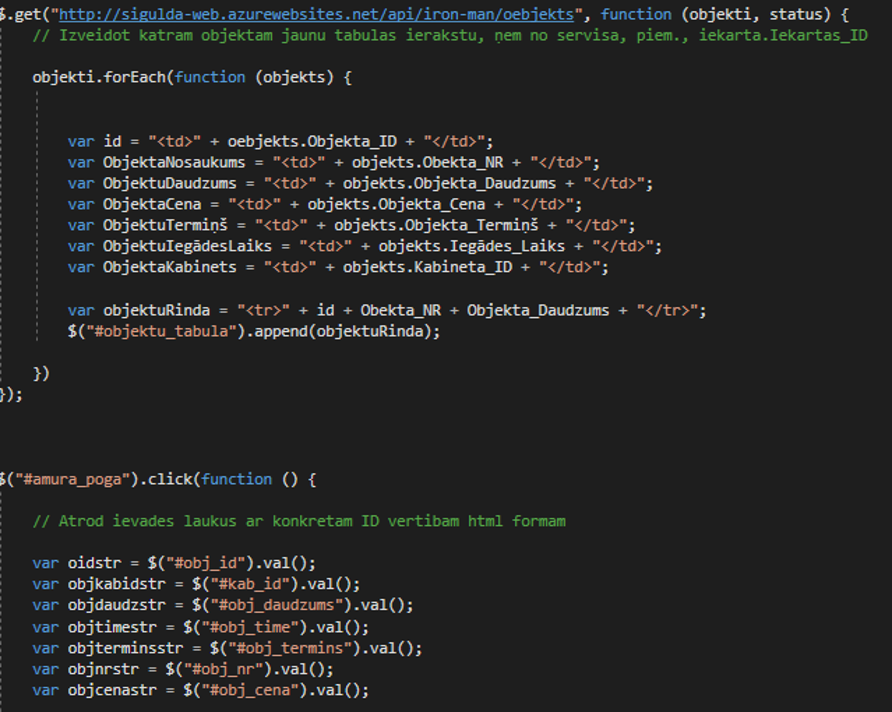 $.get("http://sigulda-web.azurewebsites.net/api/iron-man/oebjekts", function (objekti, status) {
// Izveidot katram objektam jaunu tabulas ierakstu, ņem no servisa, piem., iekarta.Iekartas_ID
objekti.forEach(function (objekts) {
var id = "<td>" + oebjekts.Objekta_ID + "</td>";
var ObjektaNosaukums = "<td>" + objekts.Obekta_NR + "</td>";
var ObjektuDaudzums = "<td>" + objekts.Objekta_Daudzums + "</td>";
var ObjektaCena = "<td>" + objekts.Objekta_Cena + "</td>";
var ObjektuTermiņš = "<td>" + objekts.Objekta_Termiņš + "</td>";
var ObjektuIegādesLaiks = "<td>" + objekts.Iegādes_Laiks + "</td>";
var ObjektaKabinets = "<td>" + objekts.Kabineta_ID + "</td>";
var objektuRinda = "<tr>" + id + Obekta_NR + Objekta_Daudzums + "</tr>";
$("#objektu_tabula").append(objektuRinda);
})
});
$("#amura_poga").click(function () {
// Atrod ievades laukus ar konkretam ID vertibam html formam
var oidstr = $("#obj_id").val();
var objkabidstr = $("#kab_id").val();
var objdaudzstr = $("#obj_daudzums").val();
var objtimestr = $("#obj_time").val();
var objterminsstr = $("#obj_termins").val();
var objnrstr = $("#obj_nr").val();
var objcenastr = $("#obj_cena").val();